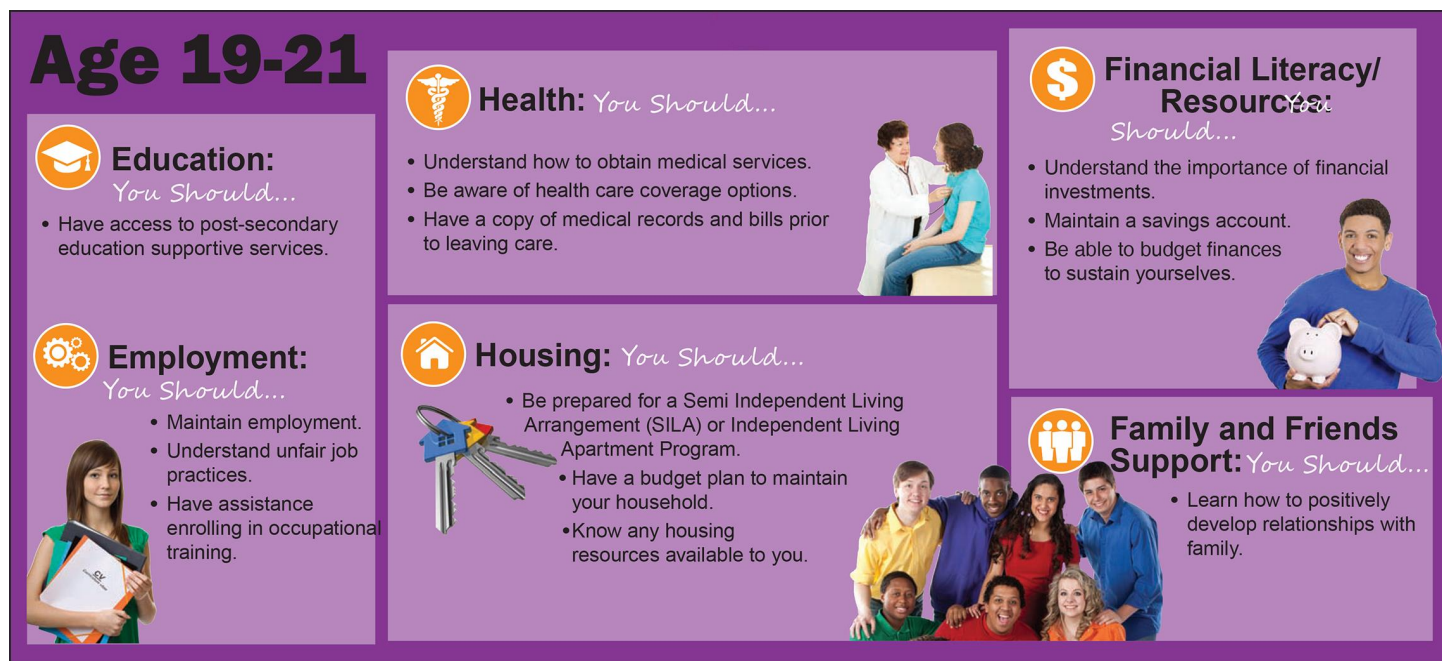 Age 19-21
Education:
You Should...
• Have access to post-secondary
education supportive services.
Employment:
You Should...
• Maintain employment.
• Understand unfair job
practices.
• Have assistance
enrolling in occupational
training.
CV
Health: You Should...
• Understand how to obtain medical services.
• Be aware of health care coverage options.
• Have a copy of medical records and bills prior
to leaving care.
Housing: You Should...
• Be prepared for a Semi Independent Living
Arrangement (SILA) or Independent Living
Apartment Program.
• Have a budget plan to maintain
your household.
• Know any housing
resources available to you.
Financial Literacy/
Resources: You
Should...
• Understand the importance of financial
investments.
• Maintain a savings account.
• Be able to budget finances
to sustain yourselves.
Family and Friends
Support: You Should...
• Learn how to positively
develop relationships with
family.